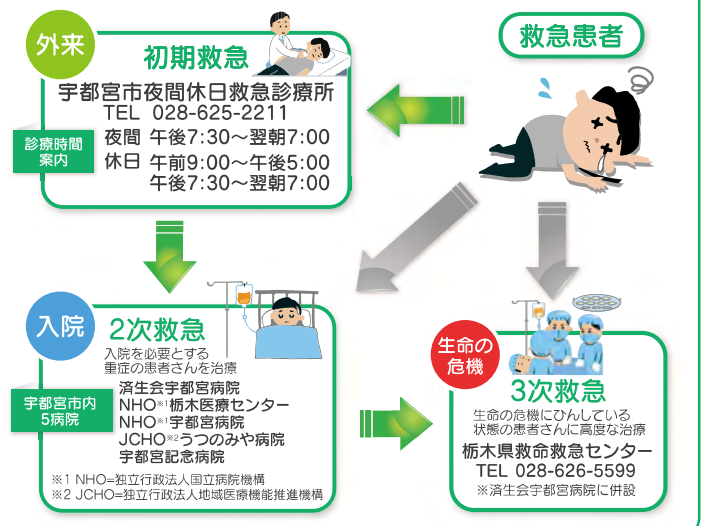 救急患者
外来
初期救急
宇都宮市夜間休日救急診療所
TEL 028-625-2211
診療時間
案内
夜間 午後7:30〜翌朝7:00
休日 午前9:00〜午後5:00
午後7:30〜翌朝7:00
入院
2次救急
入院を必要とする
重症の患者さんを治療
宇都宮市内
5病院
済生会宇都宮病院
NHO※1栃木医療センター
NHO※1宇都宮病院
JCHO※2うつのみや病院
宇都宮記念病院
※1 NHO=独立行政法人国立病院機構
※2 JCHO=独立行政法人地域医療機能推進機構
生命の
危機
3次救急
生命の危機にひんしている
状態の患者さんに高度な治療
栃木県救命救急センター
TEL 028-626-5599
※済生会宇都宮病院に併設